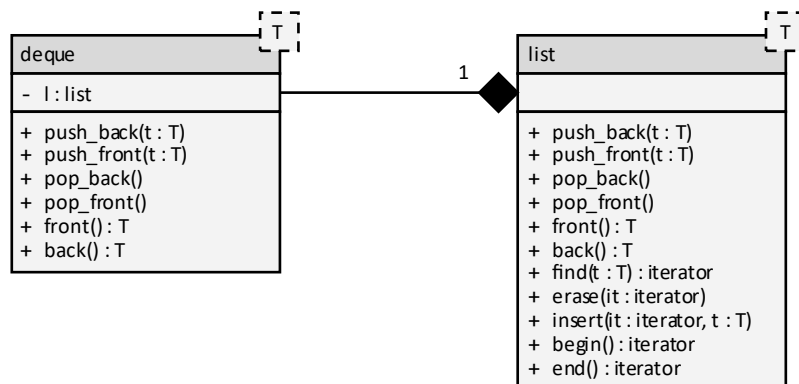 T
deque
- l : list
+ push_back(t : T)
+ push_front(t : T)
+ pop_back()
+ pop_front()
+ front() : T
+ back() : T
1
T
list
+ push_back(t : T)
+ push_front(t : T)
+ pop_back()
+ pop_front()
+ front() : T
+ back() : T
+ find(t : T) : iterator
+ erase(it : iterator)
+ insert(it : iterator, t : T)
+ begin() : iterator
+ end() : iterator